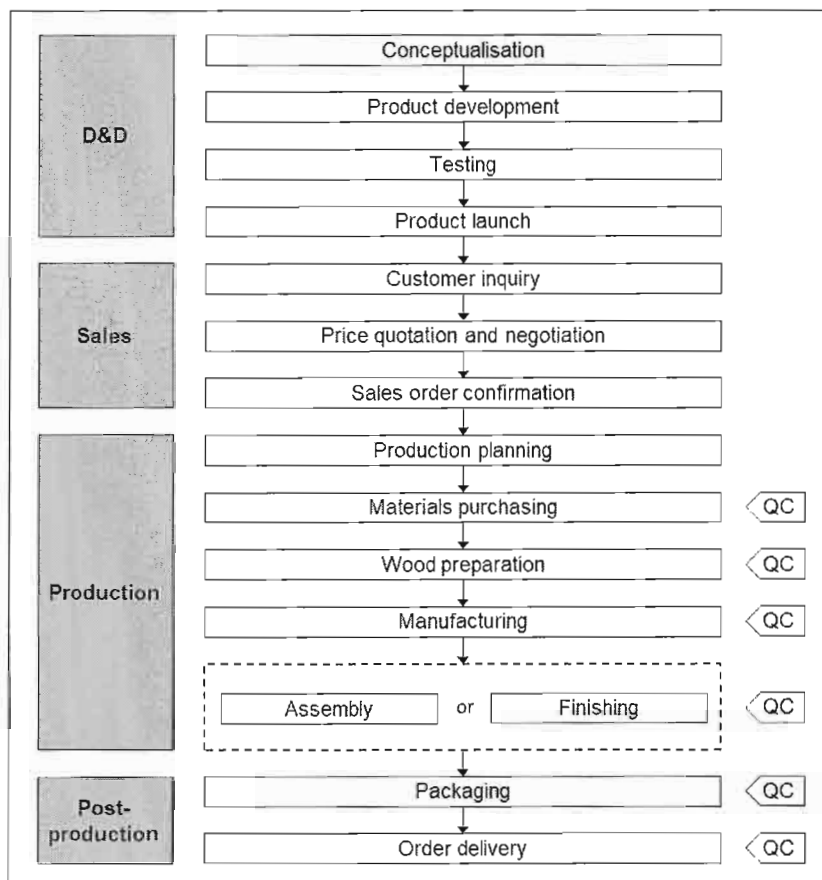 D&D
Conceptualisation
Product development
Testing
Product launch
Sales
Customer inquiry
Price quotation and negotiation
Sales order confirmation
Production
Production planning
Materials purchasing
QC
Wood preparation
QC
Manufacturing
QC
Assembly
or
Finishing
QC
Post-
production
Packaging
QC
Order delivery
QC